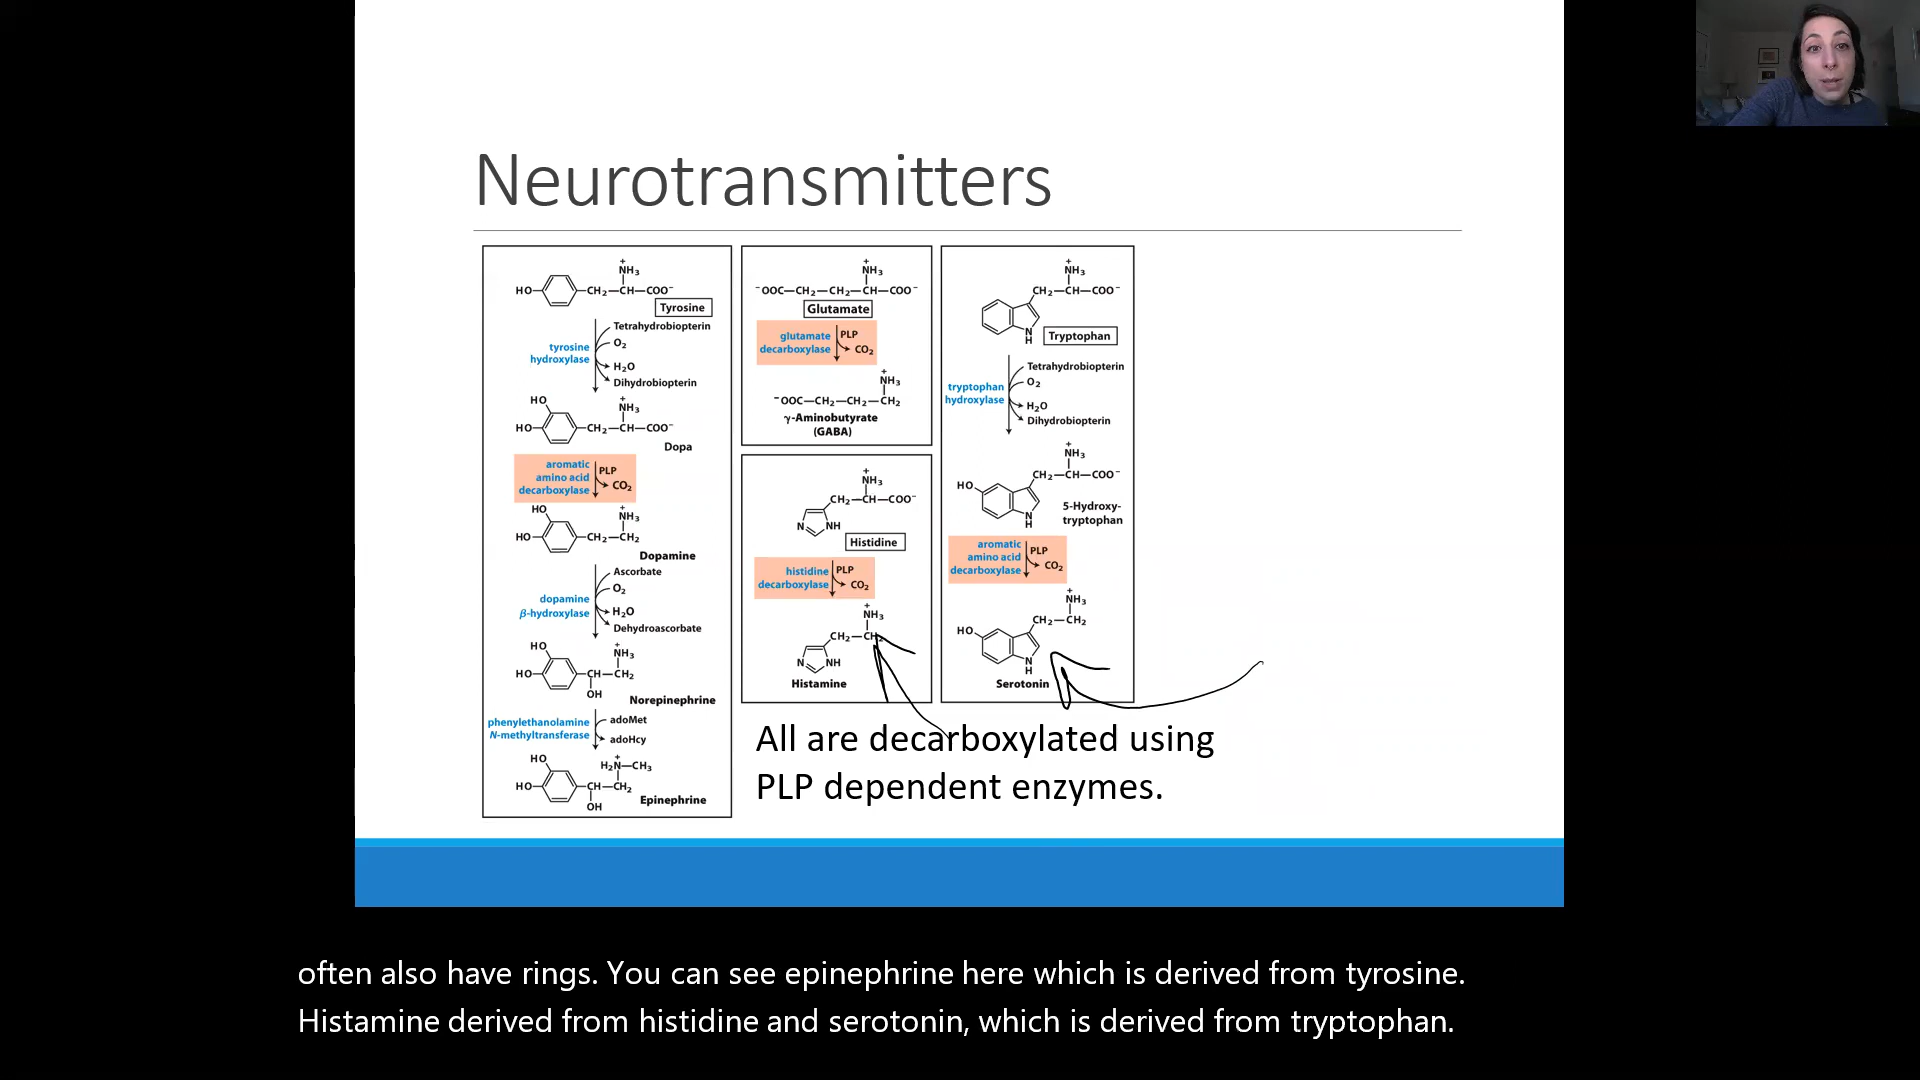 Neurotransmitters
+
NH3
HO
CH2—CH—COO−
Tyrosine
Tetrahydrobiopterin
O2
tyrosine
hydroxylase
H2O
Dihydrobiopterin
HO
+
NH3
HO
CH2—CH—COO−
Dopa
aromatic
amino acid
decarboxylase
PLP
CO2
HO
+
NH3
HO
CH2—CH2
Dopamine
Ascorbate
O2
dopamine
β-hydroxylase
H2O
Dehydroascorbate
HO
+
NH3
HO
CH—CH2
OH
Norepinephrine
phenylethanolamine
N-methyltransferase
adoMet
adoHcy
HO
+
H2N—CH3
HO
CH—CH2
OH
Epinephrine
+
NH3
−OOC—CH2—CH2—CH—COO−
Glutamate
glutamate
decarboxylase
PLP
CO2
+
NH3
−OOC—CH2—CH2—CH2
γ-Aminobutyrate
(GABA)
+
NH3
CH2—CH—COO−
N
NH
Histidine
histidine
decarboxylase
PLP
CO2
+
NH3
CH2—CH2
N
NH
Histamine
+
NH3
CH2—CH—COO−
N
H
Tryptophan
Tetrahydrobiopterin
O2
tryptophan
hydroxylase
H2O
Dihydrobiopterin
+
NH3
CH2—CH—COO−
HO
N
H
5-Hydroxy-
tryptophan
aromatic
amino acid
decarboxylase
PLP
CO2
+
NH3
CH2—CH2
HO
N
H
Serotonin
All are decarboxylated using
PLP dependent enzymes.
often also have rings. You can see epinephrine here which is derived from tyrosine.
Histamine derived from histidine and serotonin, which is derived from tryptophan.